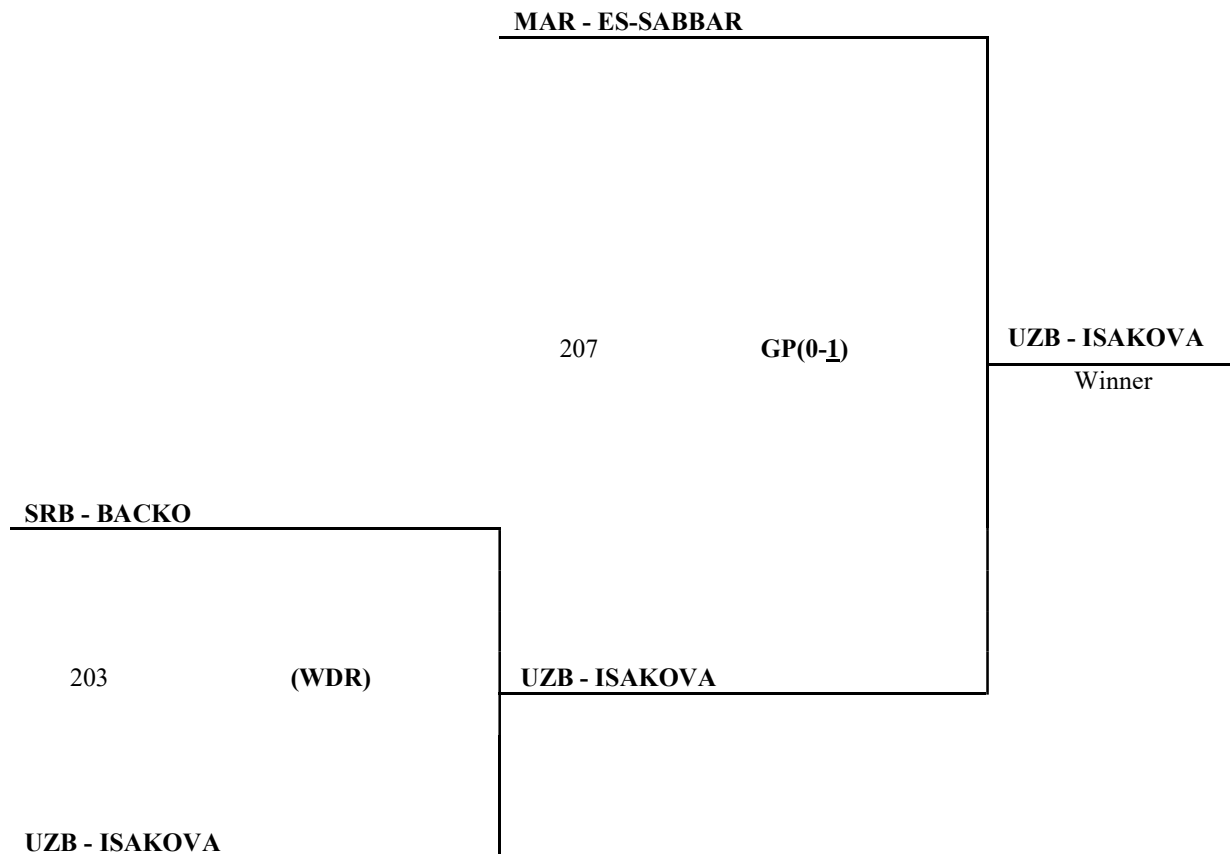 MAR - ES-SABBAR
207 GP(0-1)
UZB - ISAKOVA
Winner
SRB - BACKO
203 (WDR)
UZB - ISAKOVA
UZB - ISAKOVA